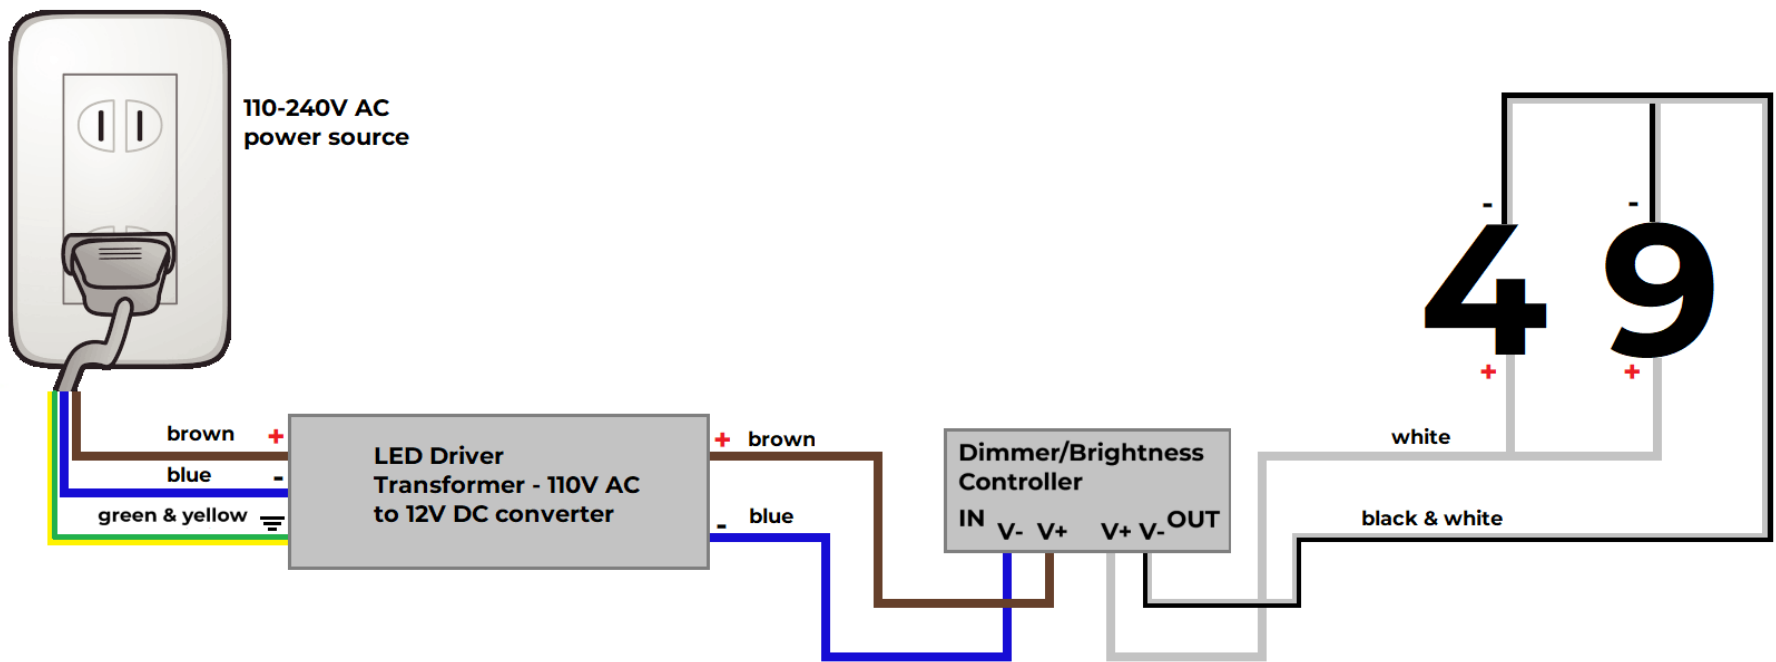 110-240V AC
power source
brown +
blue -
green & yellow
LED Driver
Transformer - 110V AC
to 12V DC converter
+ brown
- blue
Dimmer/Brightness
Controller
IN V- V+ V+ V- OUT
- -
4 9
+ +
white
black & white